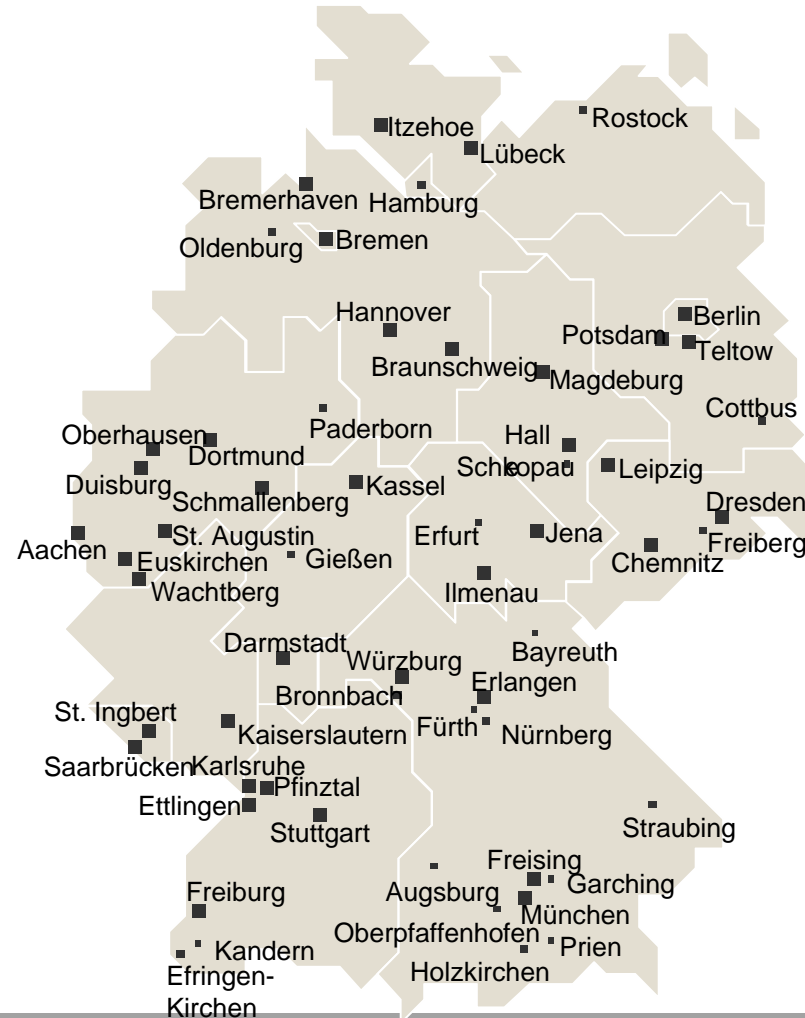 Itzehoe
Rostock
Lübeck
Bremerhaven
Hamburg
Oldenburg
Bremen
Hannover
Berlin
Potsdam
Teltow
Braunschweig
Magdeburg
Cottbus
Paderborn
Oberhausen
Dortmund
Hall
Schkopau
e
Leipzig
Duisburg
Schmallenberg
Kassel
Dresden
Aachen
St. Augustin
Erfurt
Jena
Freiberg
Euskirchen
Gießen
Chemnitz
Wachtberg
Ilmenau
Darmstadt
Würzburg
Bayreuth
Bronnbach
Erlangen
St. Ingbert
Kaiserslautern
Fürth
Nürnberg
Saarbrücken
Karlsruhe
Pfinztal
Ettlingen
Stuttgart
Straubing
Freising
Augsburg
Garching
Freiburg
München
Oberpfaffenhofen
Prien
Kandern
Holzkirchen
Efringen-
Kirchen